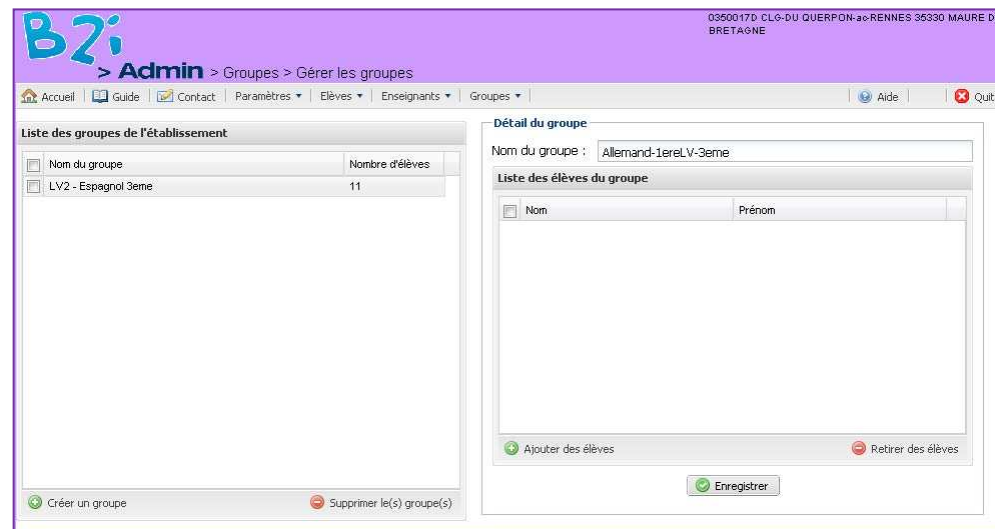 B2i
0350017D CLG-DU QUERPON-ac-RENNES 35330 MAURE D
BRETAGNE
> Admin > Groupes > Gérer les groupes
Accueil Guide Contact Paramètres Elèves Enseignants Groupes Aide Quit
Liste des groupes de l'établissement
Nom du groupe Nombre d'élèves
LV2 - Espagnol 3eme 11
Créer un groupe Supprimer le(s) groupe(s)
Détail du groupe
Nom du groupe : Allemand-1ereLV-3eme
Liste des élèves du groupe
Nom Prénom
Ajouter des élèves Retirer des élèves
Enregistrer